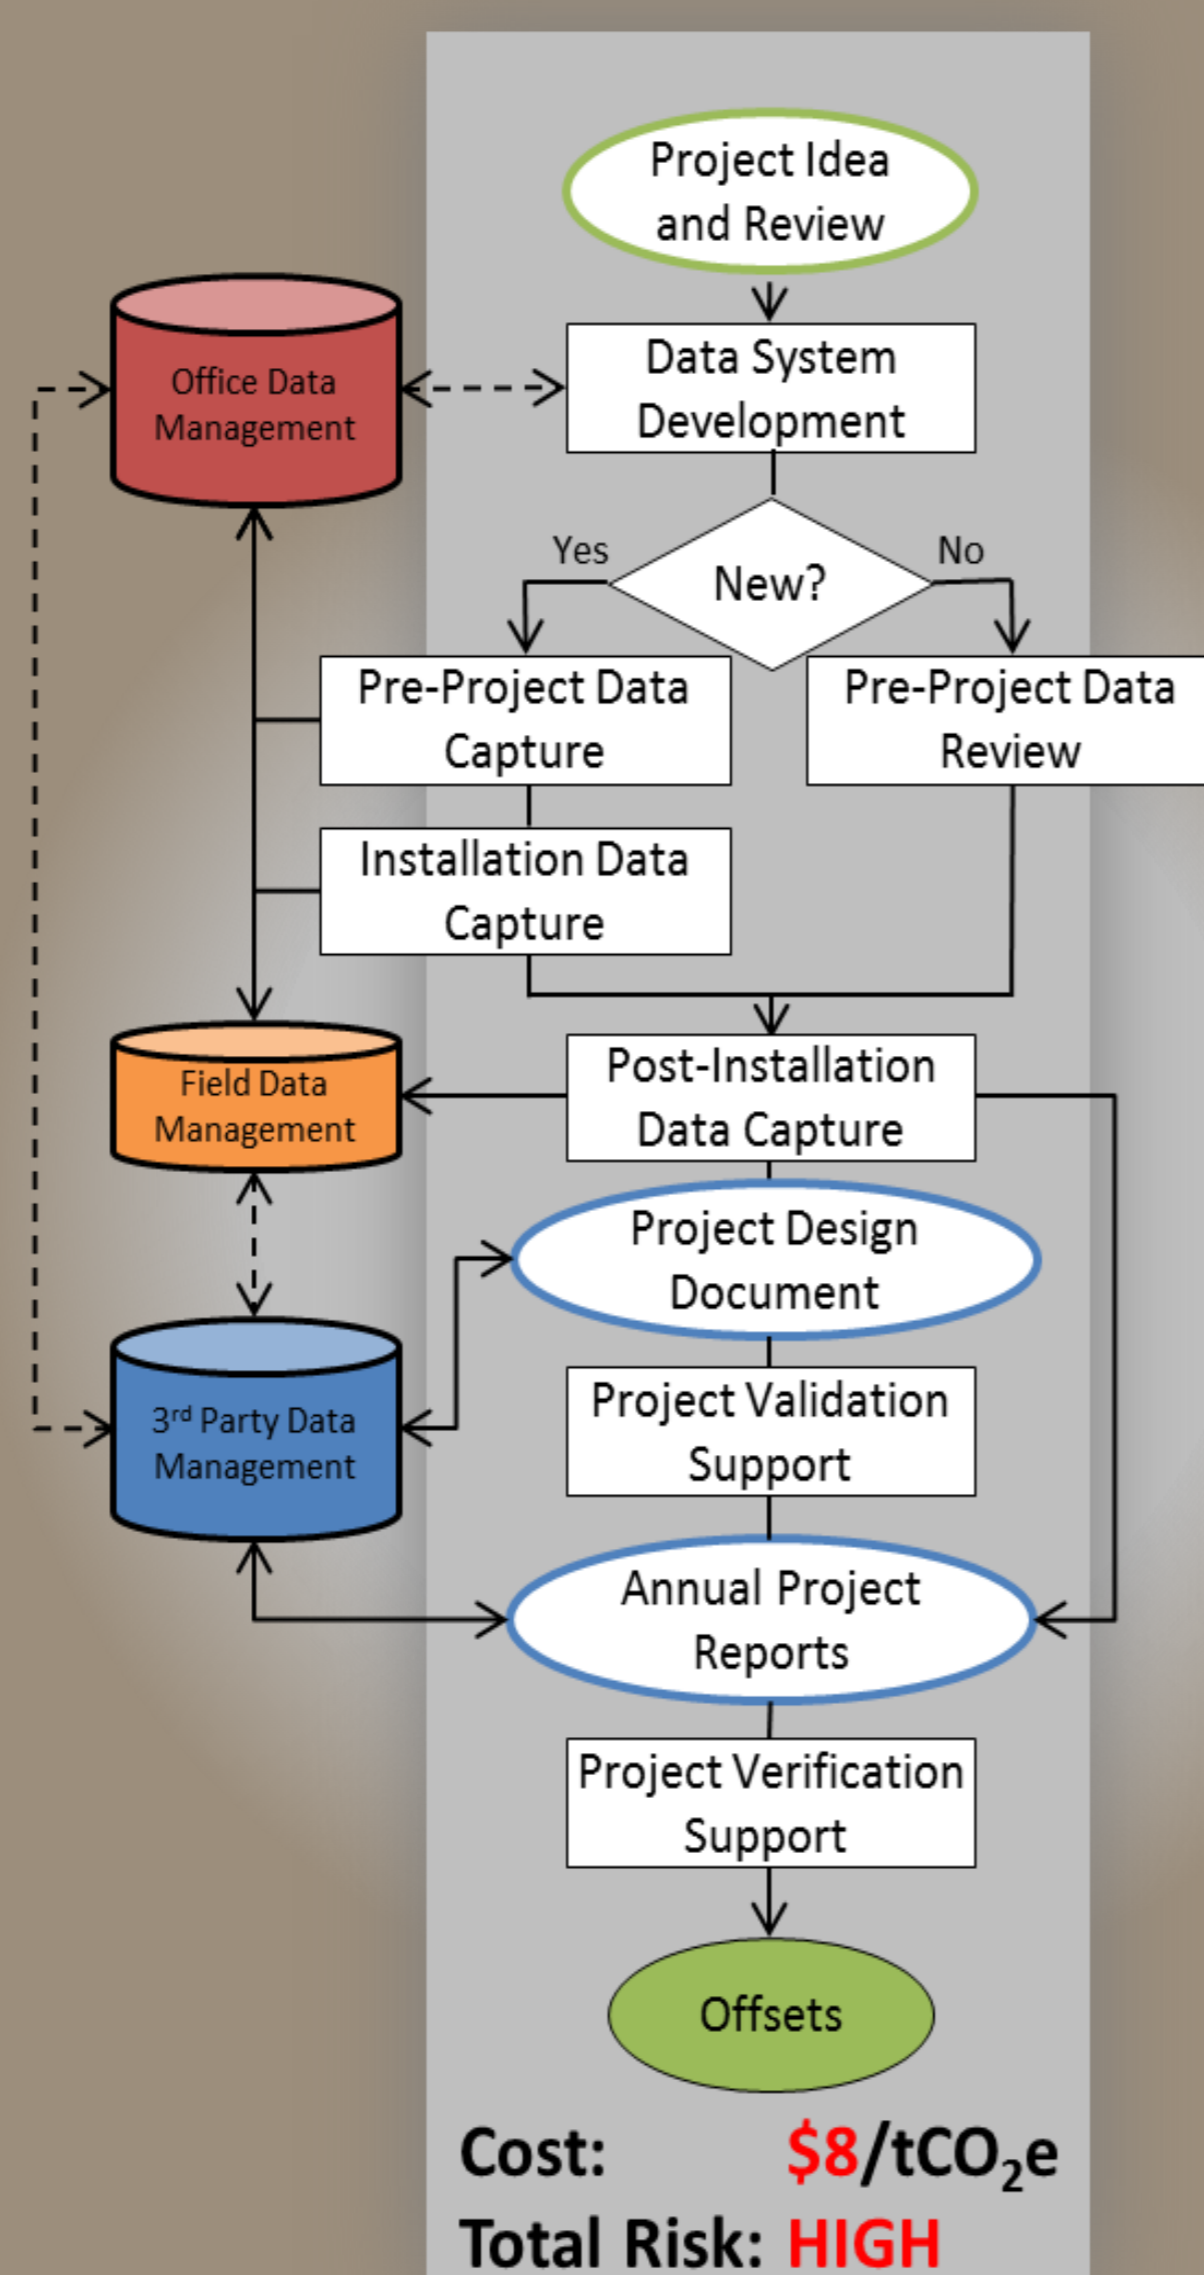 Project Idea
and Review
Office Data
Management
Data System
Development
Yes
No
New?
Pre-Project Data
Capture
Pre-Project Data
Review
Installation Data
Capture
Field Data
Management
Post-Installation
Data Capture
Project Design
Document
3rd Party Data
Management
Project Validation
Support
Annual Project
Reports
Project Verification
Support
Offsets
Cost: $8/tCO₂e
Total Risk: HIGH